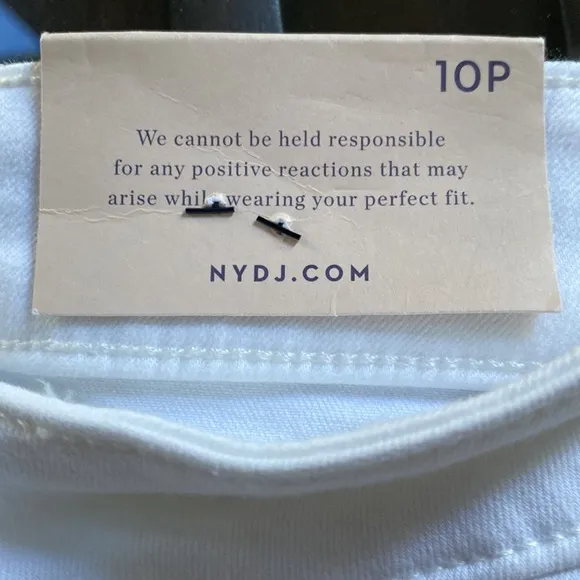 10P
We cannot be held responsible
for any positive reactions that may
arise while wearing your perfect fit.
NYDJ.COM